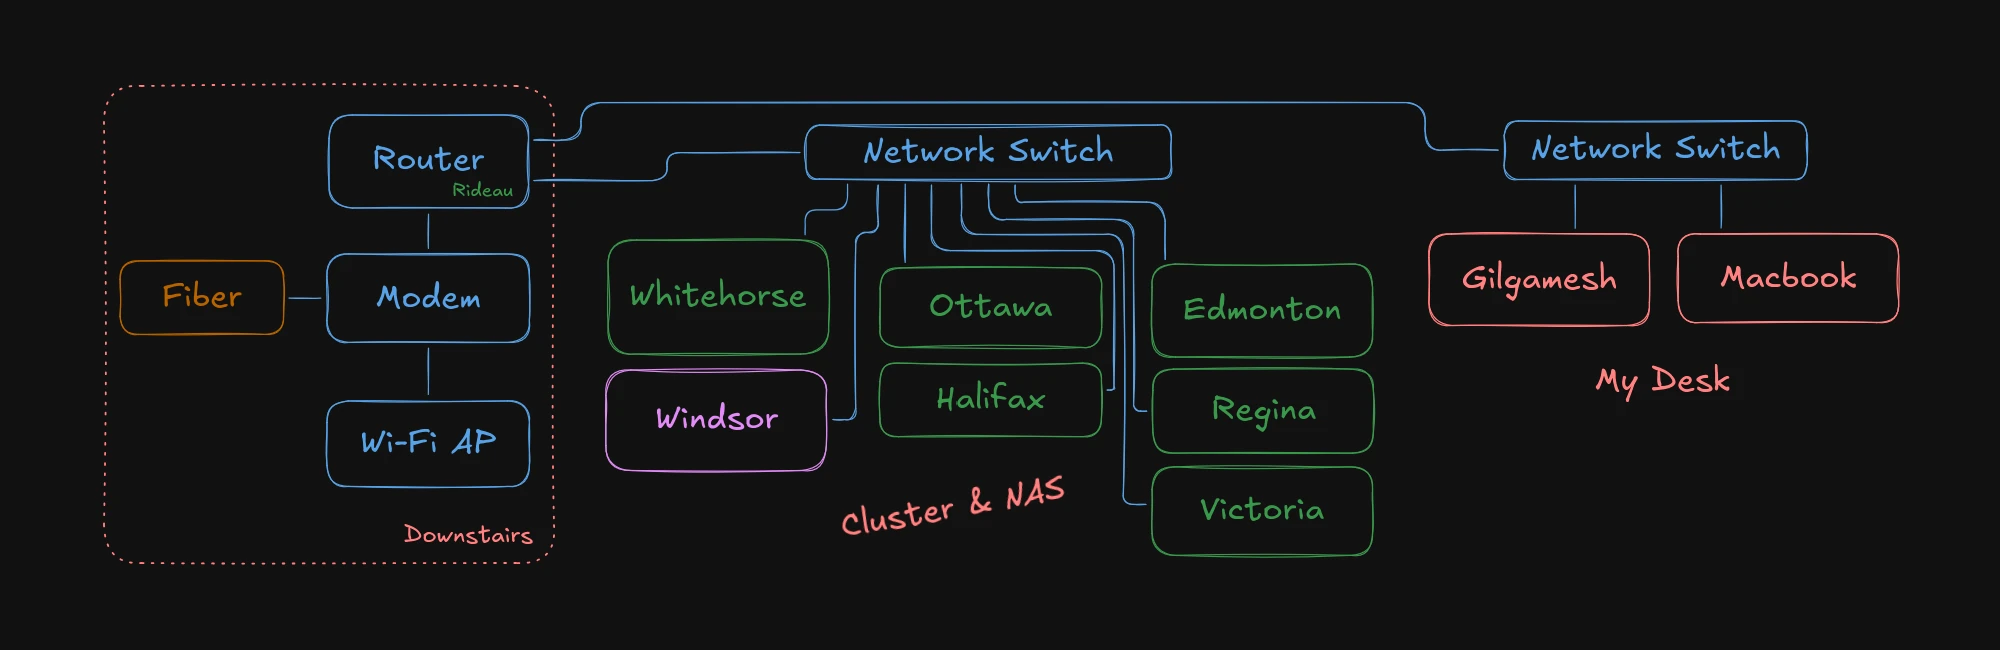 Router
Rideau
Fiber
Modem
Wi-Fi AP
Downstairs
Network Switch
Whitehorse
Windsor
Ottawa
Halifax
Edmonton
Regina
Victoria
Cluster & NAS
Network Switch
Gilgamesh
Macbook
My Desk